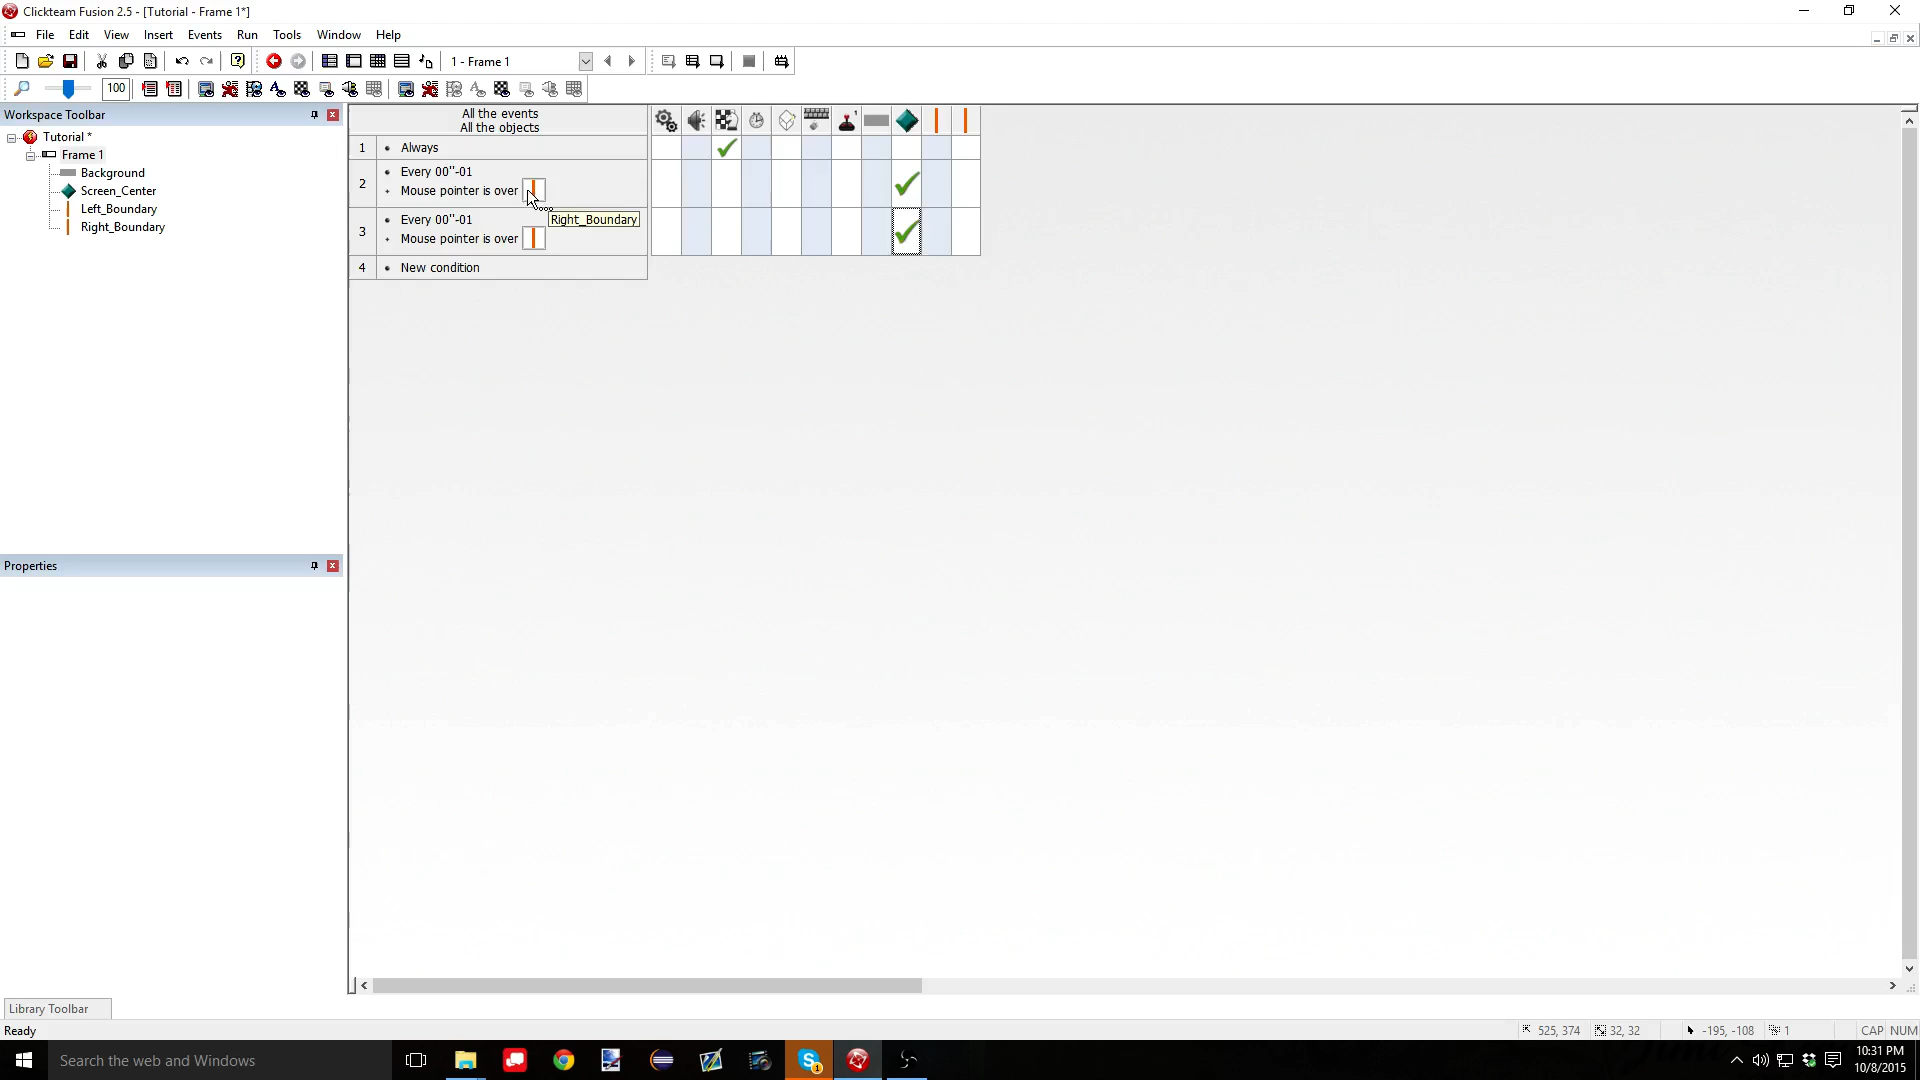 Clickteam Fusion 2.5 - [Tutorial - Frame 1*]
File Edit View Insert Events Run Tools Window Help
1 - Frame 1
100
Workspace Toolbar
Tutorial *
Frame 1
Background
Screen_Center
Left_Boundary
Right_Boundary
Properties
Library Toolbar
All the events
All the objects
1 • Always
2 • Every 00"-01
Mouse pointer is over
Right_Boundary
3 • Every 00"-01
Mouse pointer is over
4 • New condition
Ready
525, 374 32, 32 -195, -108 1 CAP NUM
Search the web and Windows
10:31 PM
10/8/2015